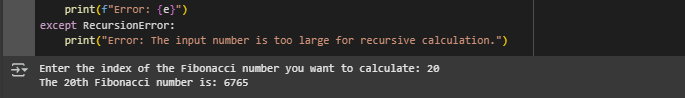 print(f"Error: {e}")
except RecursionError:
print("Error: The input number is too large for recursive calculation.")
Enter the index of the Fibonacci number you want to calculate: 20
The 20th Fibonacci number is: 6765